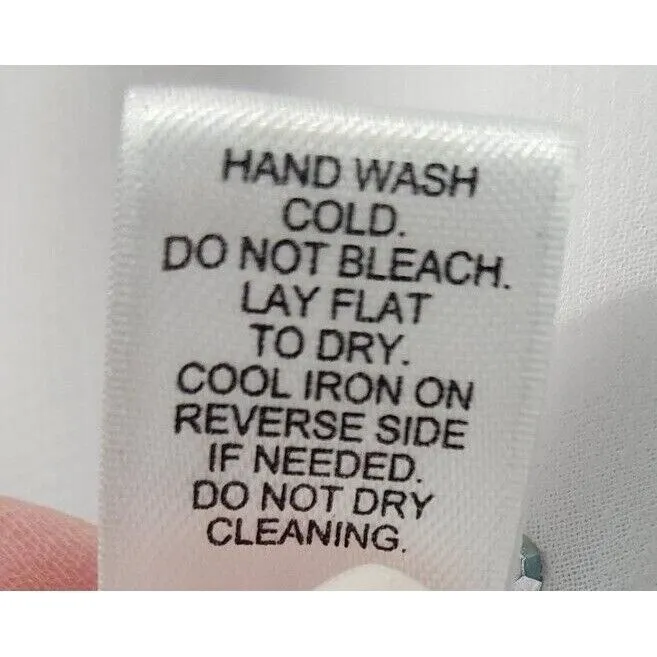 HAND WASH
COLD.
DO NOT BLEACH.
LAY FLAT
TO DRY.
COOL IRON ON
REVERSE SIDE
IF NEEDED.
DO NOT DRY
CLEANING.